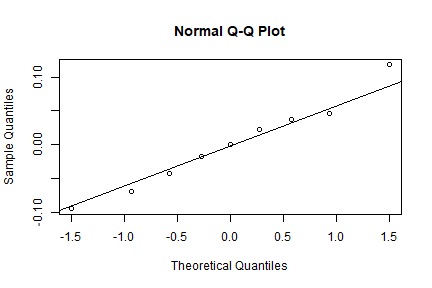 Normal Q-Q Plot
Sample Quantiles
0.10
0.00
-0.10
-1.5 -1.0 -0.5 0.0 0.5 1.0 1.5
Theoretical Quantiles